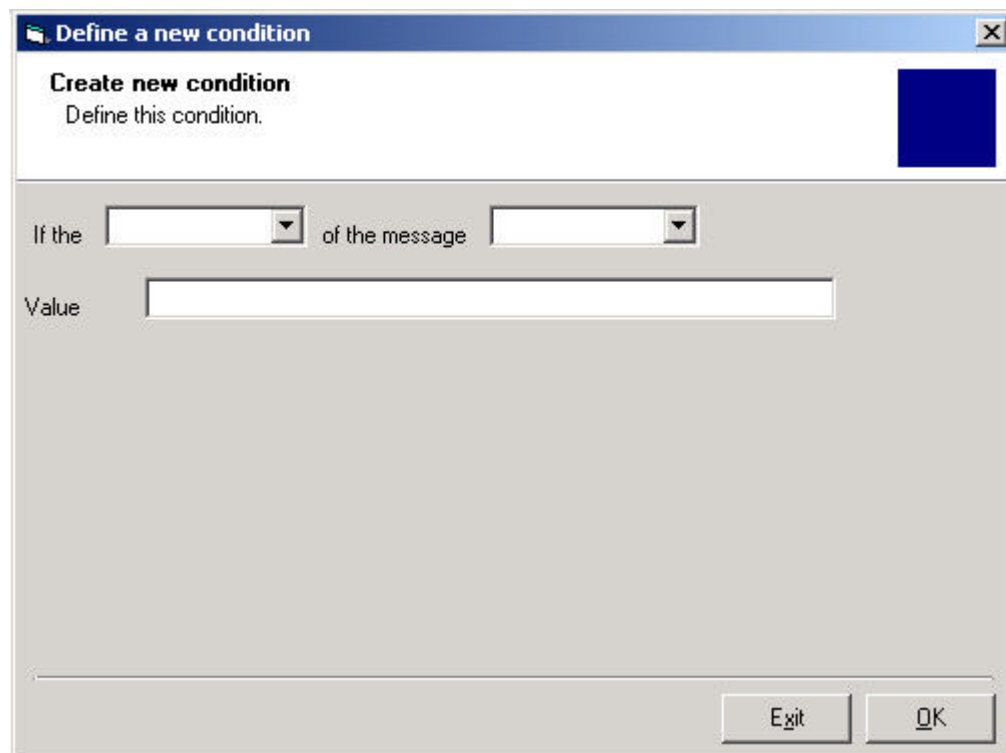 Define a new condition
Create new condition
Define this condition.
If the of the message
Value
Exit OK